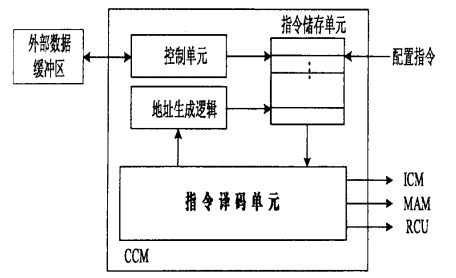 指令储存单元
外部数据
缓冲区
控制单元
配置指令
地址生成逻辑
指令译码单元
ICM
MAM
RCU
CCM